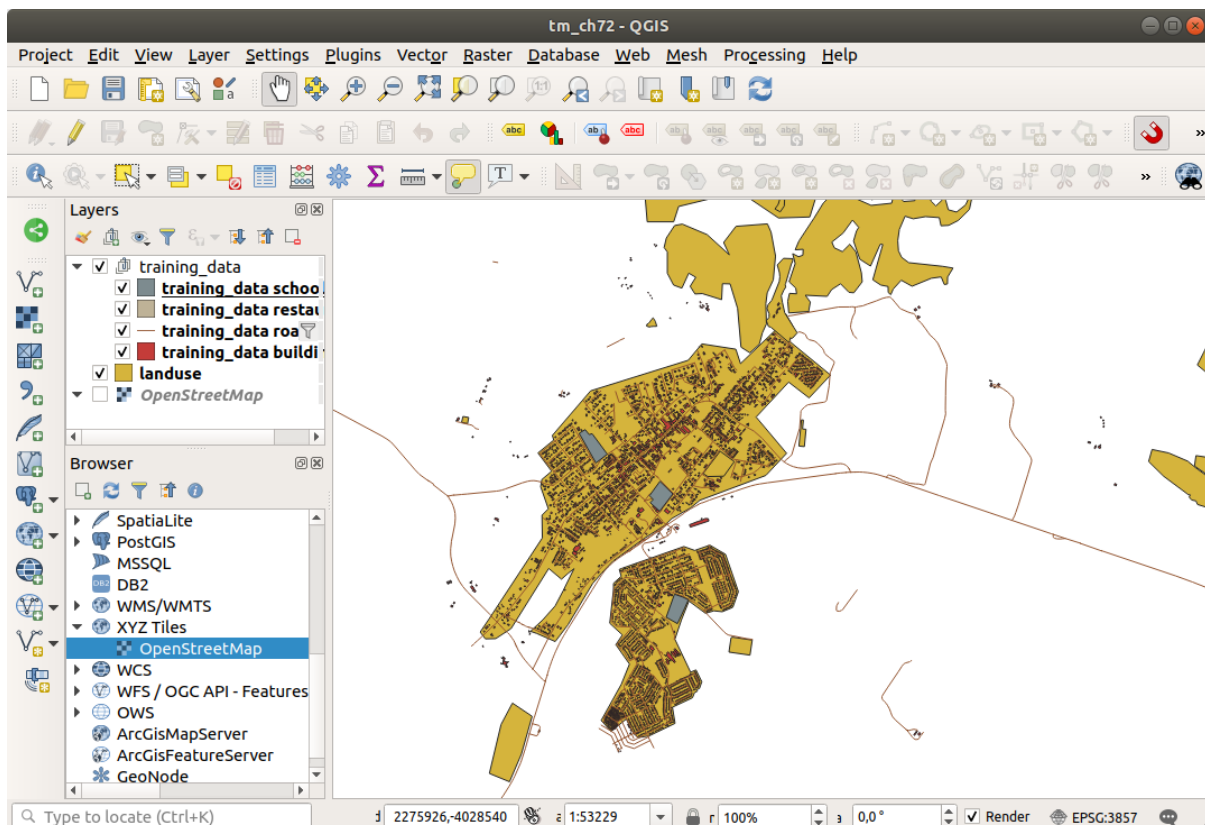 tm_ch72 - QGIS
Project Edit View Layer Settings Plugins Vector Raster Database Web Mesh Processing Help
1:1
abc abc abc
T
Layers
training_data
training_data schoo
training_data restau
training_data roa
training_data buildi
landuse
OpenStreetMap
Browser
SpatiaLite
PostGIS
MSSQL
DB2
WMS/WMTS
XYZ Tiles
OpenStreetMap
WCS
WFS / OGC API - Features
OWS
ArcGisMapServer
ArcGisFeatureServer
GeoNode
Type to locate (Ctrl+K) 2275926,-4028540 1:53229 r 100% 0,0 ° Render EPSG:3857